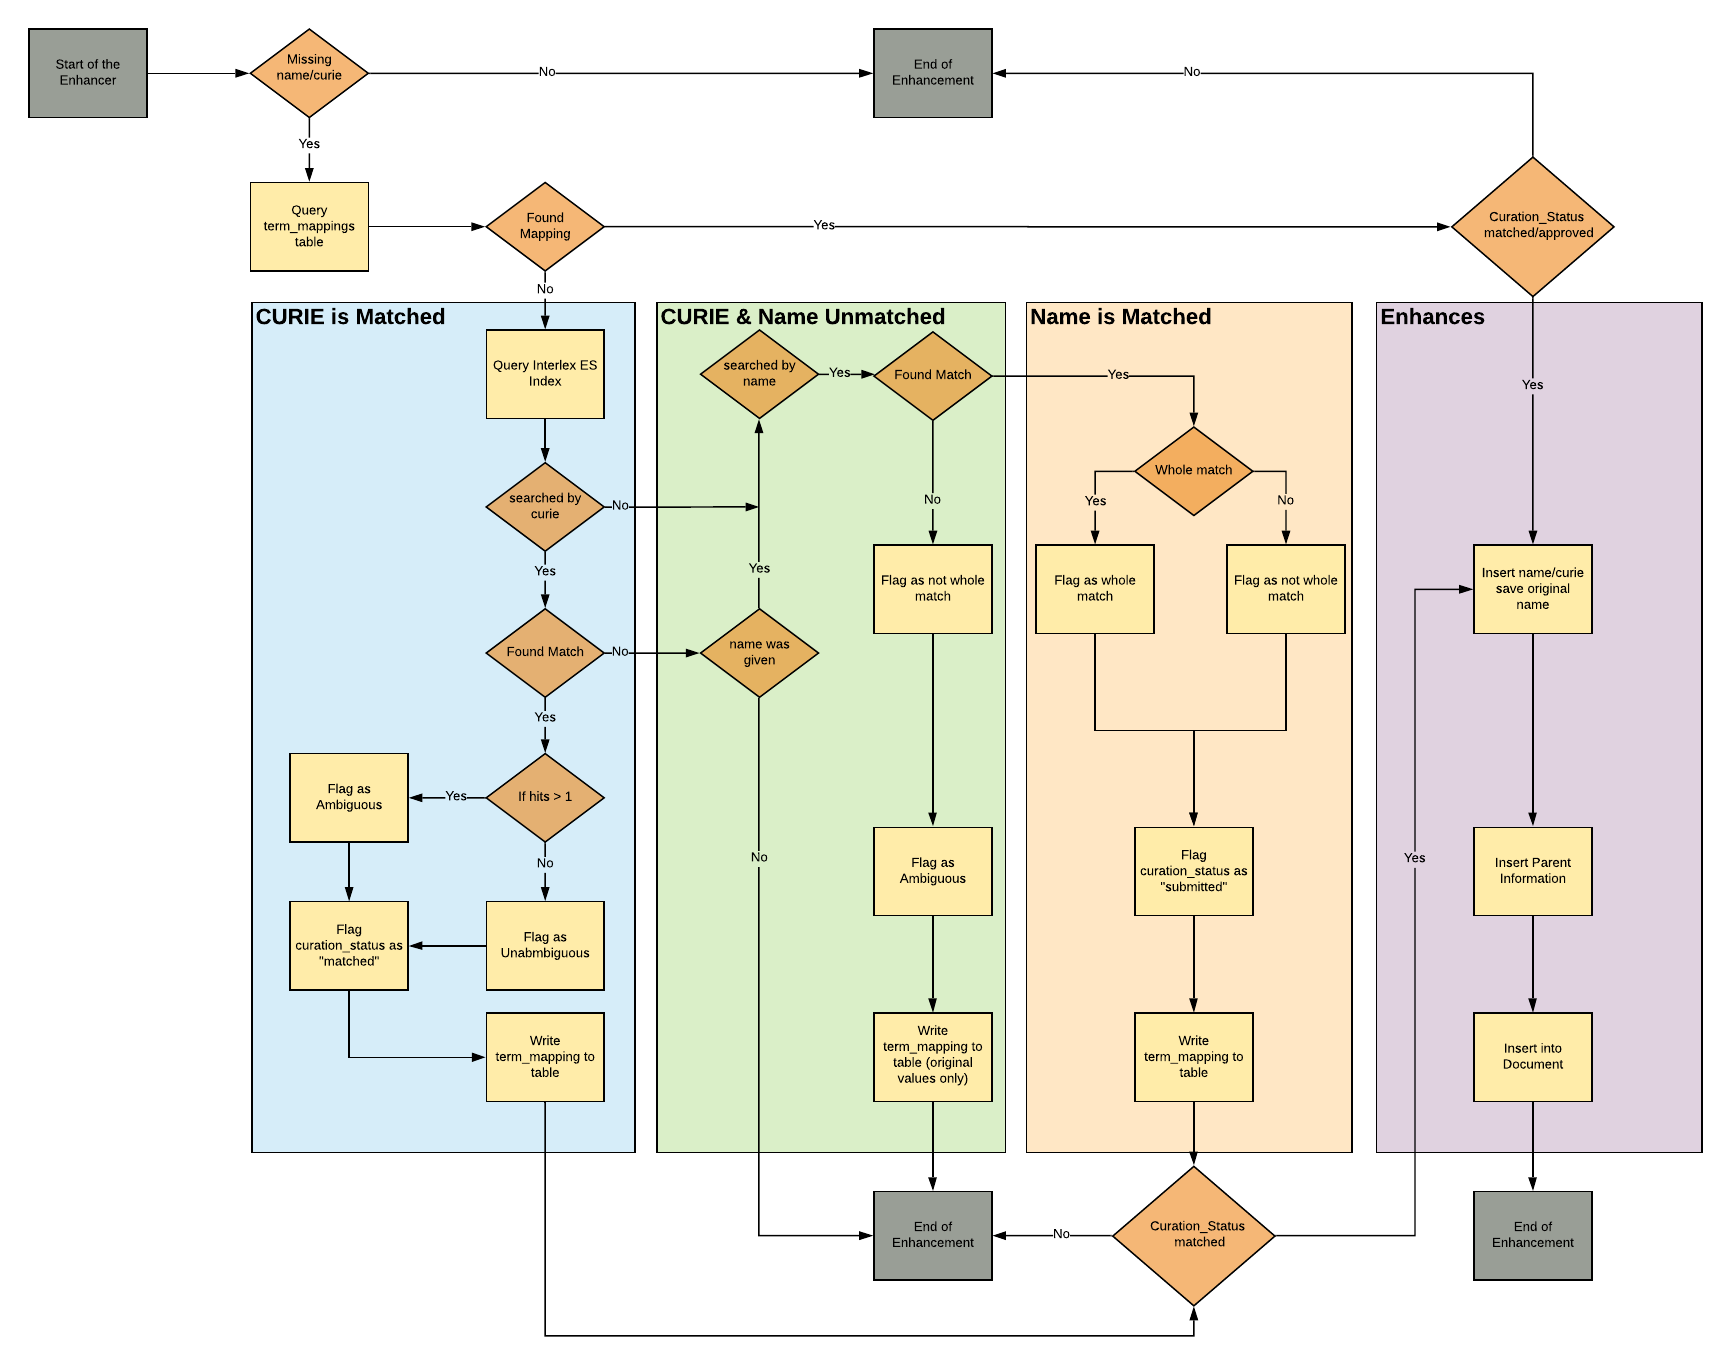 Start of the
Enhancer
Missing
name/curie
No
End of
Enhancement
No
Yes
Query
term_mappings
table
Found
Mapping
Yes
Curation_Status
matched/approved
No
CURIE is Matched
Query Interlex ES
Index
searched by
curie
No
Yes
Found Match
No
Yes
If hits > 1
Yes
Flag as
Ambiguous
No
Flag
curation_status as
"matched"
Flag as
Unabmbiguous
Write
term_mapping to
table
CURIE & Name Unmatched
searched by
name
Yes
Found Match
No
Yes
name was
given
Flag as not whole
match
No
Flag as
Ambiguous
Write
term_mapping to
table (original
values only)
End of
Enhancement
Name is Matched
Yes
Whole match
Yes
No
Flag as whole
match
Flag as not whole
match
Flag
curation_status as
"submitted"
Write
term_mapping to
table
Curation_Status
matched
No
Yes
Enhances
Yes
Insert name/curie
save original
name
Insert Parent
Information
Insert into
Document
End of
Enhancement